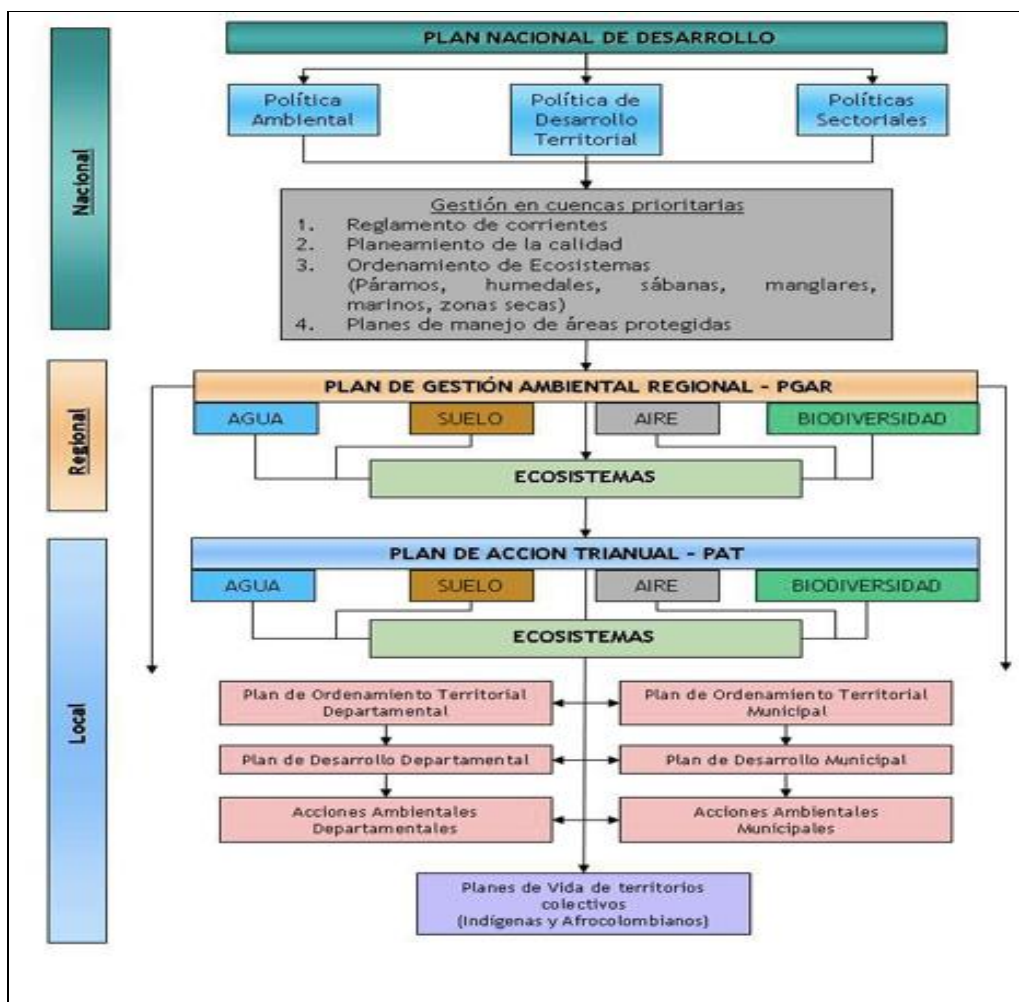 PLAN NACIONAL DE DESARROLLO
Política
Ambiental
Política de
Desarrollo
Territorial
Políticas
Sectoriales
Nacional
Gestión en cuencas prioritarias
1. Reglamento de corrientes
2. Planeamiento de la calidad
3. Ordenamiento de Ecosistemas
(Páramos, humedales, sábanas, manglares,
marinos, zonas secas)
4. Planes de manejo de áreas protegidas
Regional
PLAN DE GESTIÓN AMBIENTAL REGIONAL - PGAR
AGUA
SUELO
AIRE
BIODIVERSIDAD
ECOSISTEMAS
Local
PLAN DE ACCION TRIANUAL - PAT
AGUA
SUELO
AIRE
BIODIVERSIDAD
ECOSISTEMAS
Plan de Ordenamiento Territorial
Departamental
Plan de Ordenamiento Territorial
Municipal
Plan de Desarrollo Departamental
Plan de Desarrollo Municipal
Acciones Ambientales
Departamentales
Acciones Ambientales
Municipales
Planes de Vida de territorios
colectivos
(Indígenas y Afrocolombianos)